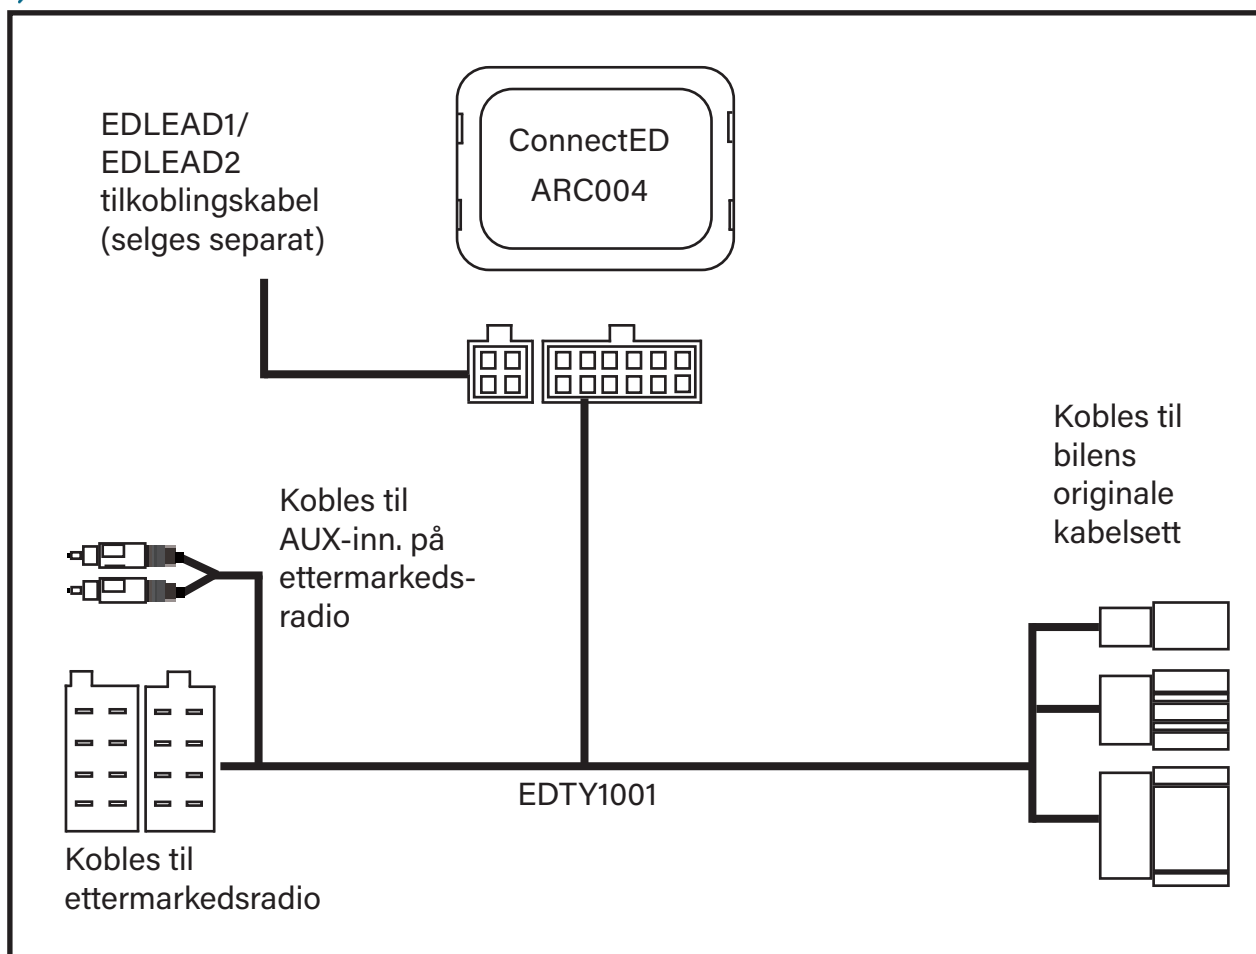 EDLEAD1/
EDLEAD2
tilkoblingskabel
(selges separat)
ConnectED
ARC004
Kobles til
bilens
originale
kabelsett
Kobles til
AUX-inn. på
ettermarkeds-
radio
EDTY1001
Kobles til
ettermarkedsradio